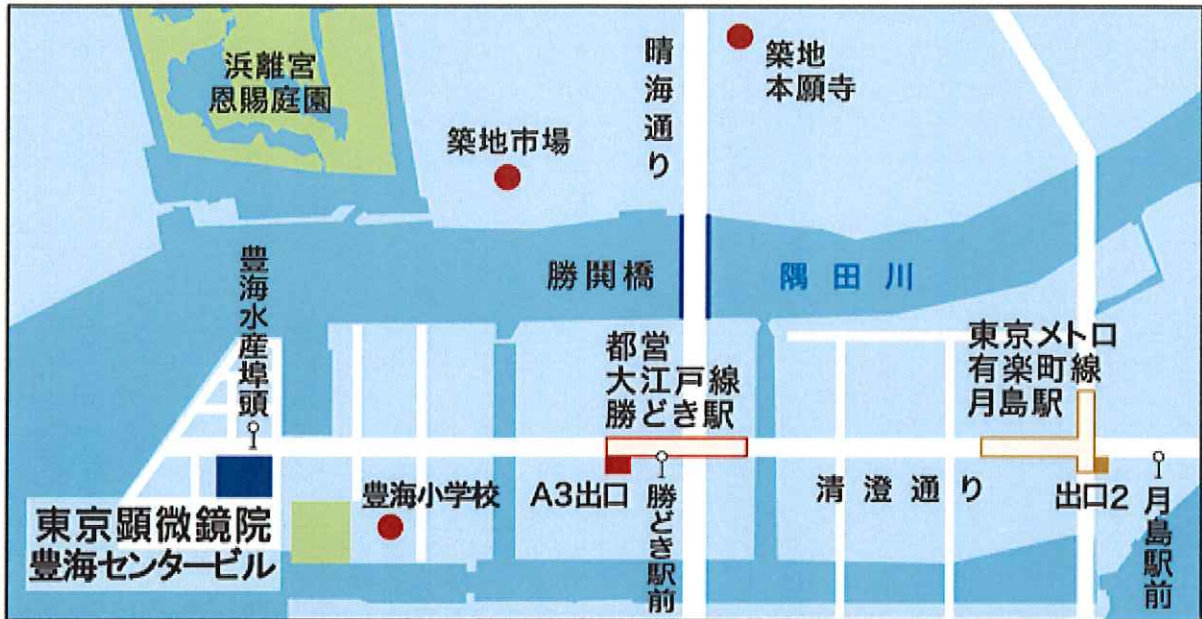 浜離宮
恩賜庭園
築地市場
晴海通り
築地
本願寺
豊海水産埠頭
勝鬨橋
隅田川
都営
大江戸線
勝どき駅
東京メトロ
有楽町線
月島駅
東京顕微鏡院
豊海センタービル
豊海小学校
A3出口
勝どき駅前
清澄通り
出口2
月島駅前